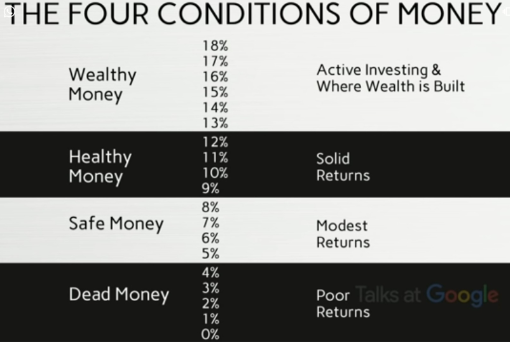 THE FOUR CONDITIONS OF MONEY
Wealthy
Money
18%
17%
16%
15%
14%
13%
Active Investing &
Where Wealth is Built
Healthy
Money
12%
11%
10%
9%
Solid
Returns
Safe Money
8%
7%
6%
5%
Modest
Returns
Dead Money
4%
3%
2%
1%
0%
Poor
Returns
Talks at Google